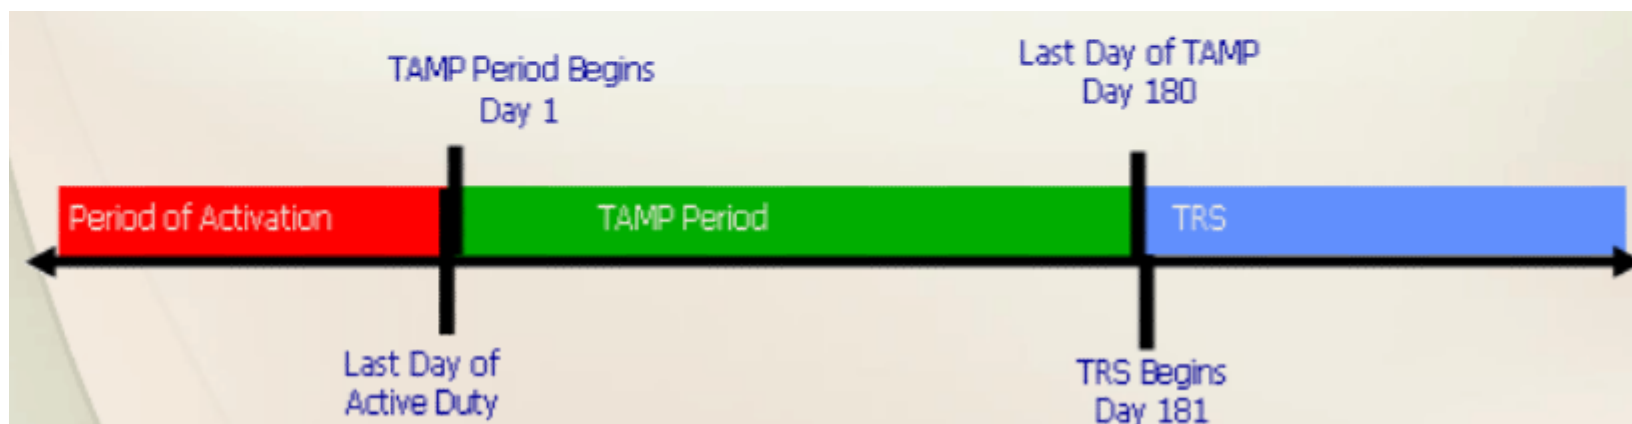 TAMP Period Begins
Day 1
Last Day of TAMP
Day 180
Period of Activation
TAMP Period
TRS
Last Day of
Active Duty
TRS Begins
Day 181